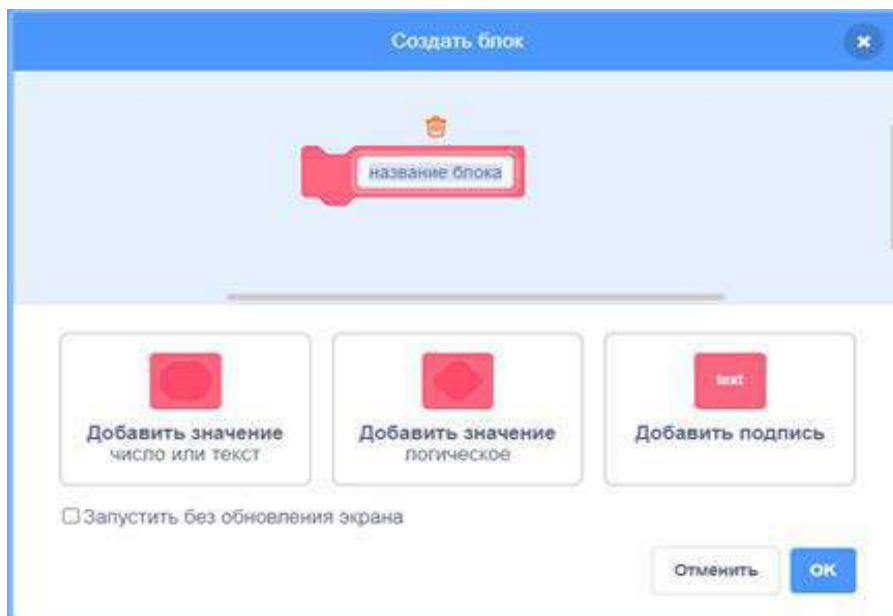 Создать блок
название блока
text
Добавить значение
число или текст
Добавить значение
логическое
Добавить подпись
Запустить без обновления экрана
Отменить
ОК